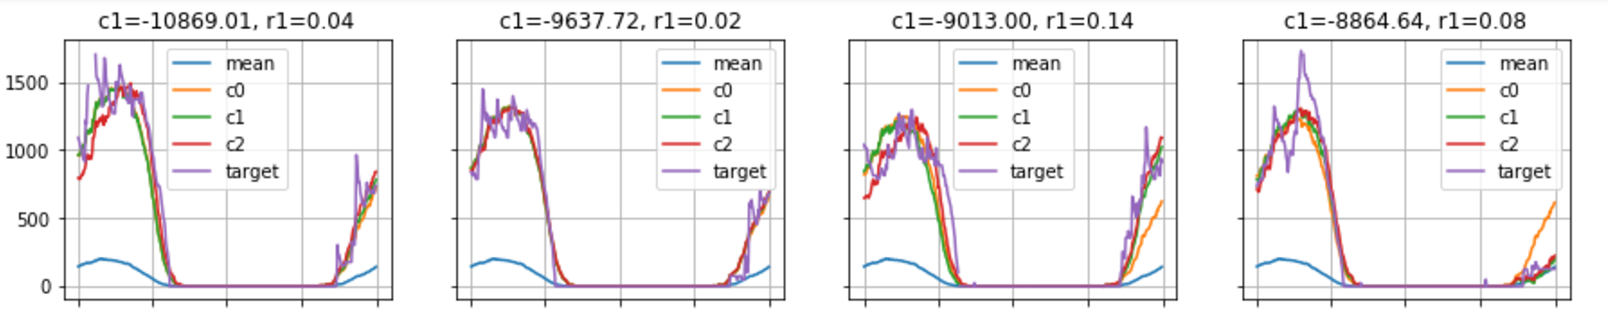 c1=-10869.01, r1=0.04
c1=-9637.72, r1=0.02
c1=-9013.00, r1=0.14
c1=-8864.64, r1=0.08
1500
1000
500
0
mean
c0
c1
c2
target
mean
c0
c1
c2
target
mean
c0
c1
c2
target
mean
c0
c1
c2
target